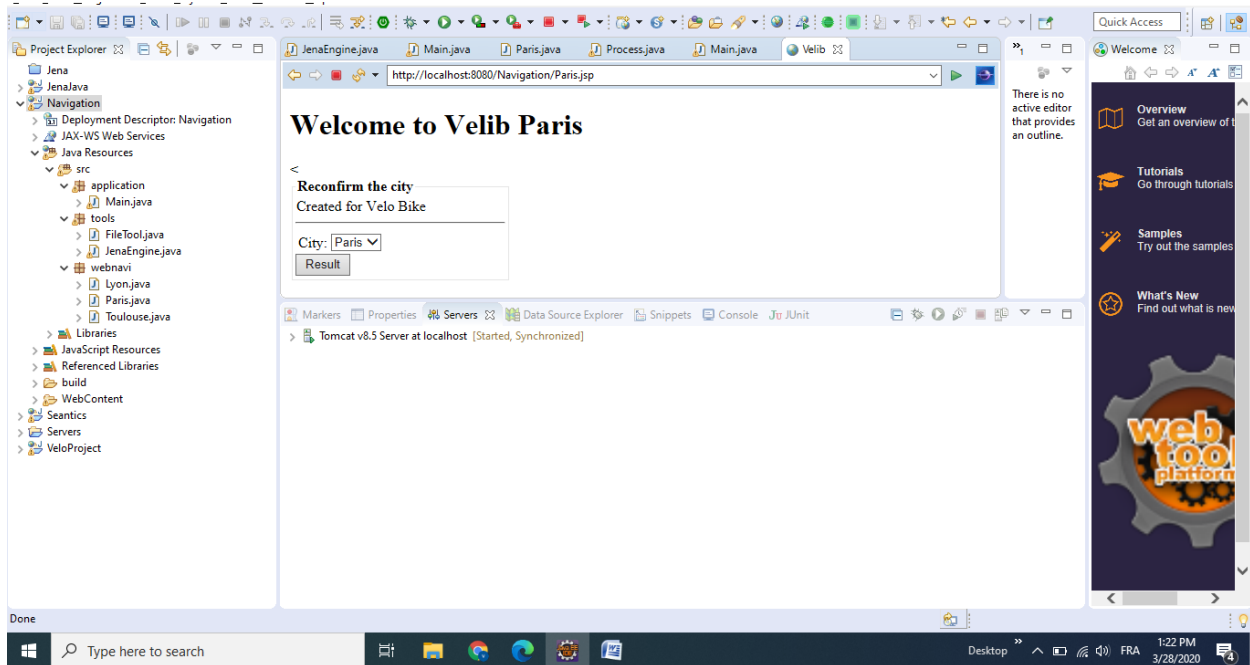 Quick Access
Project Explorer
Jena
JenaJava
Navigation
Deployment Descriptor: Navigation
JAX-WS Web Services
Java Resources
src
application
Main.java
tools
FileTool.java
JenaEngine.java
webnavi
Lyon.java
Paris.java
Toulouse.java
Libraries
JavaScript Resources
Referenced Libraries
build
WebContent
Seantics
Servers
VeloProject
JenaEngine.java Main.java Paris.java Process.java Main.java Velib
http://localhost:8080/Navigation/Paris.jsp
Welcome to Velib Paris
<
Reconfirm the city
Created for Velo Bike
City: Paris
Result
Markers Properties Servers Data Source Explorer Snippets Console JUnit
Tomcat v8.5 Server at localhost [Started, Synchronized]
»1
There is no
active editor
that provides
an outline.
Welcome
Overview
Get an overview of t
Tutorials
Go through tutorials
Samples
Try out the samples
What's New
Find out what is new
web
tool
platform
Done
Type here to search
Desktop » FRA
1:22 PM
3/28/2020
4